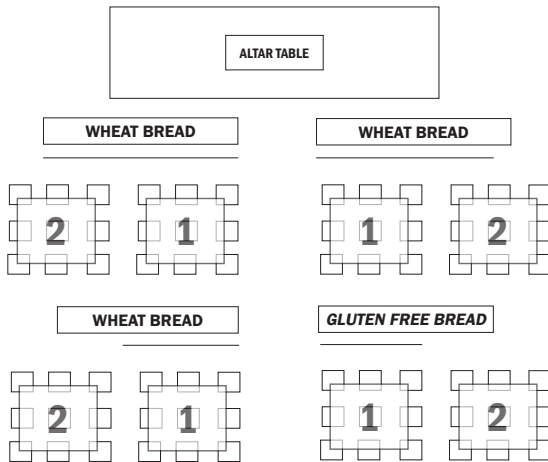 ALTAR TABLE
WHEAT BREAD WHEAT BREAD
2 1 1 2
WHEAT BREAD GLUTEN FREE BREAD
2 1 1 2